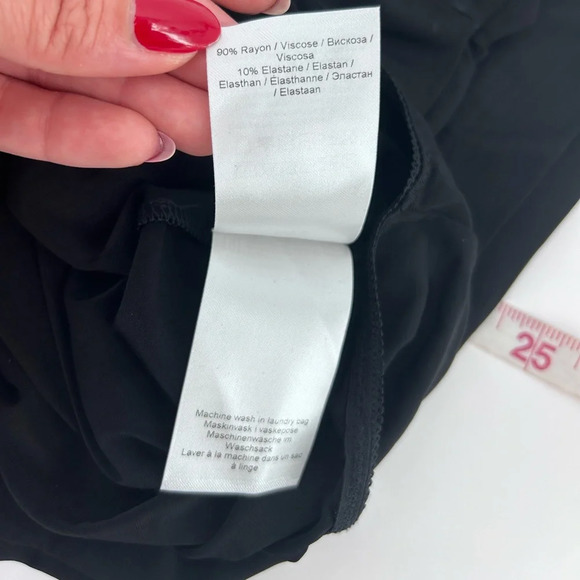 90% Rayon / Viscose / Вискоза /
Viscosa
10% Elastane / Elastan /
Elasthan / Élasthanne / Эластан
/ Elastaan
Machine wash in laundry bag
Maskinvask i vaskepose
Maschinenwäsche im
Waschsack
Laver à la machine dans un sac
à linge
25